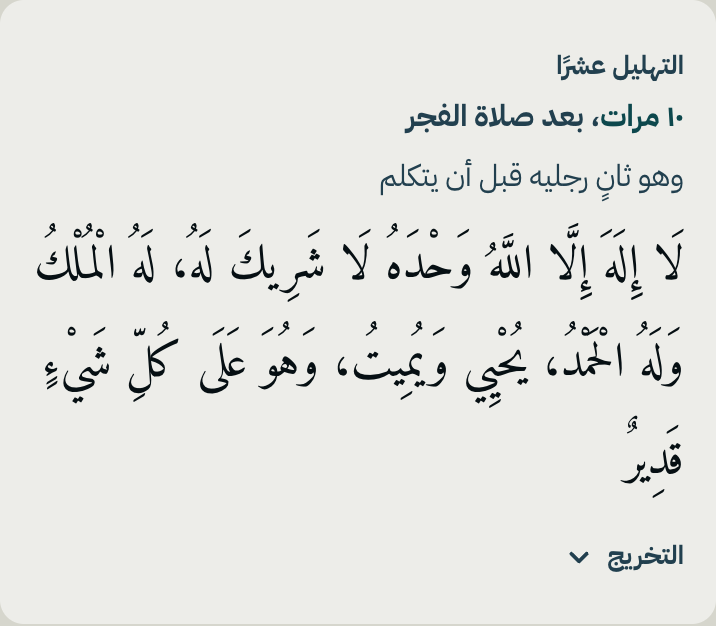 التهليل عشرًا
١٠ مرات، بعد صلاة الفجر
وهو ثانٍ رجليه قبل أن يتكلم
لَا إِلَهَ إِلَّا اللَّهُ وَحْدَهُ لَا شَرِيكَ لَهُ، لَهُ الْمُلْكُ
وَلَهُ الْحَمْدُ، يُحْيِي وَيُمِيتُ، وَهُوَ عَلَى كُلِّ شَيْءٍ
قَدِيرٌ
التخريج